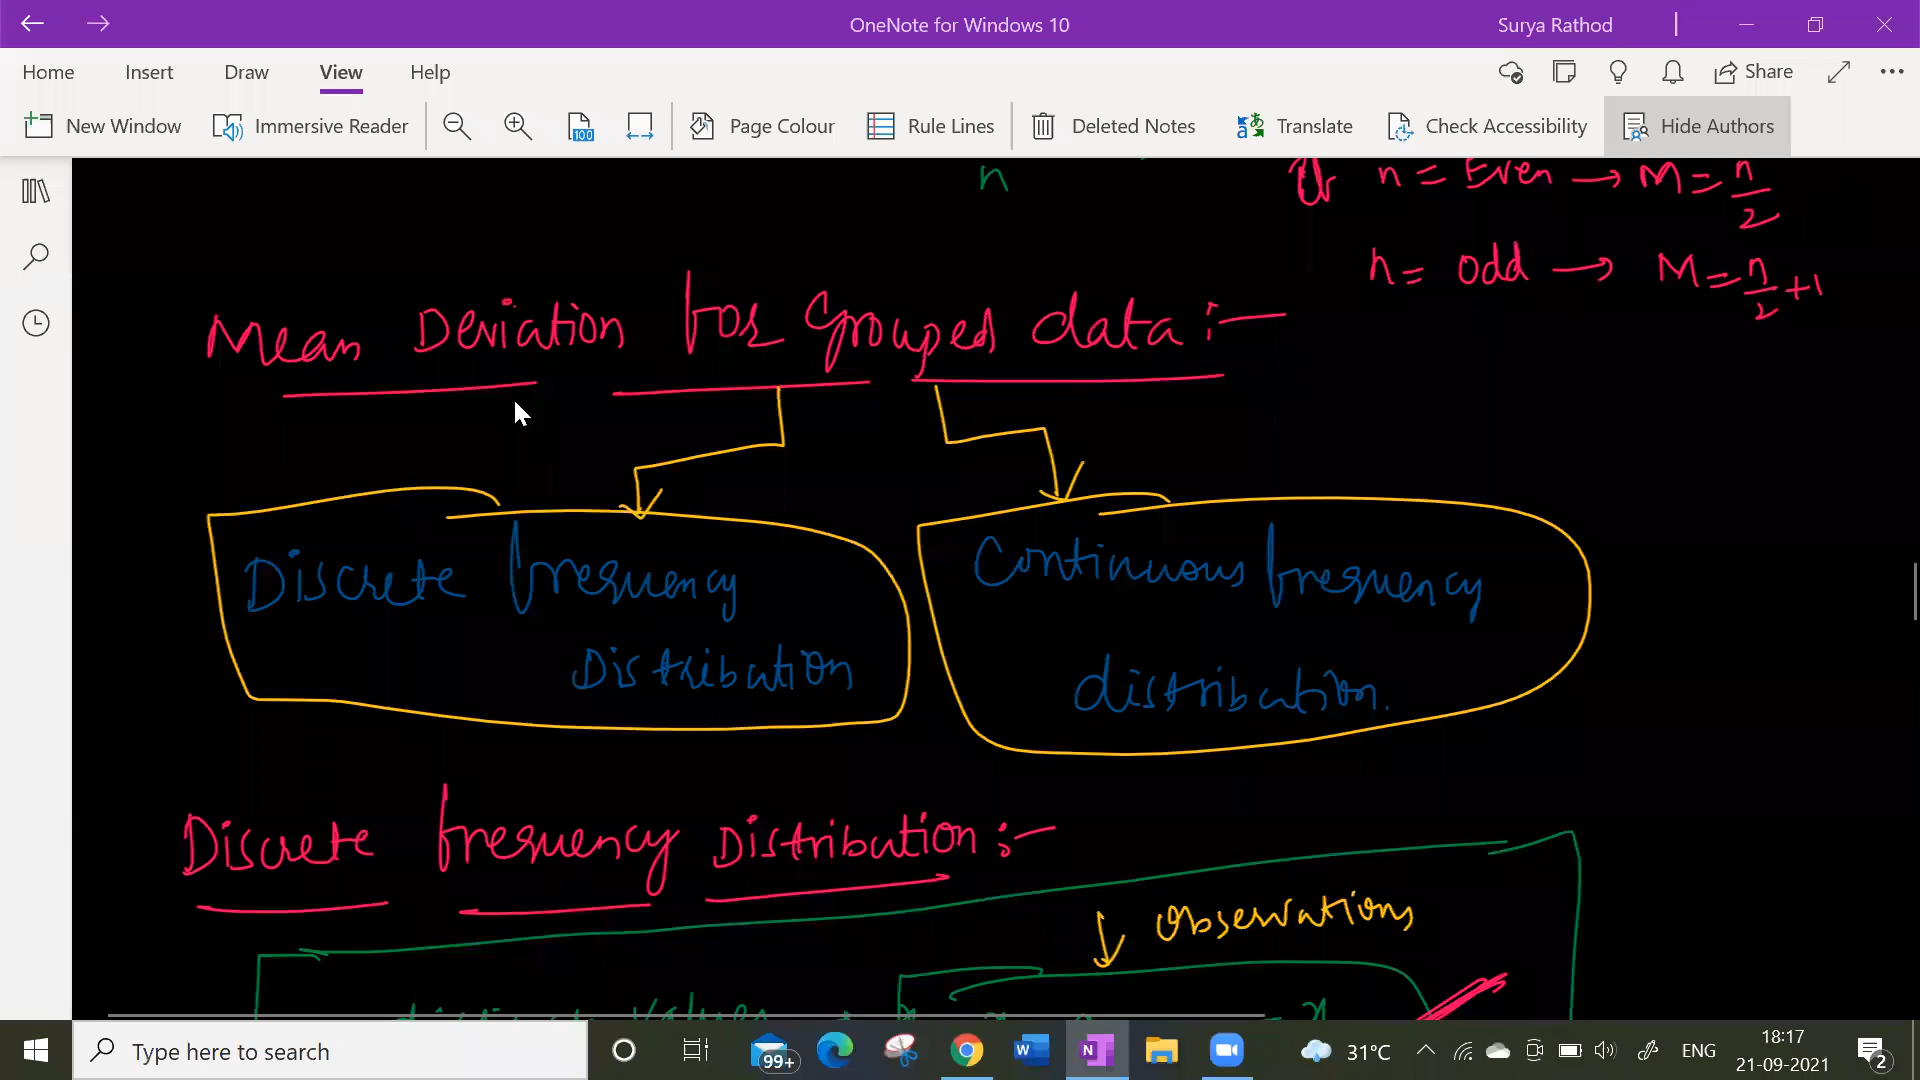 OneNote for Windows 10
Surya Rathod
Home Insert Draw View Help
Share
New Window Immersive Reader Page Colour Rule Lines Deleted Notes Translate Check Accessibility Hide Authors
n
If n = Even → M = n/2
n = odd → M = n/2 + 1
Mean Deviation for grouped data :-
Discrete frequency
Distribution
Continuous frequency
distribution.
Discrete frequency Distribution :-
↓ Observations
values
Type here to search
99+
31°C
ENG
18:17
21-09-2021
2